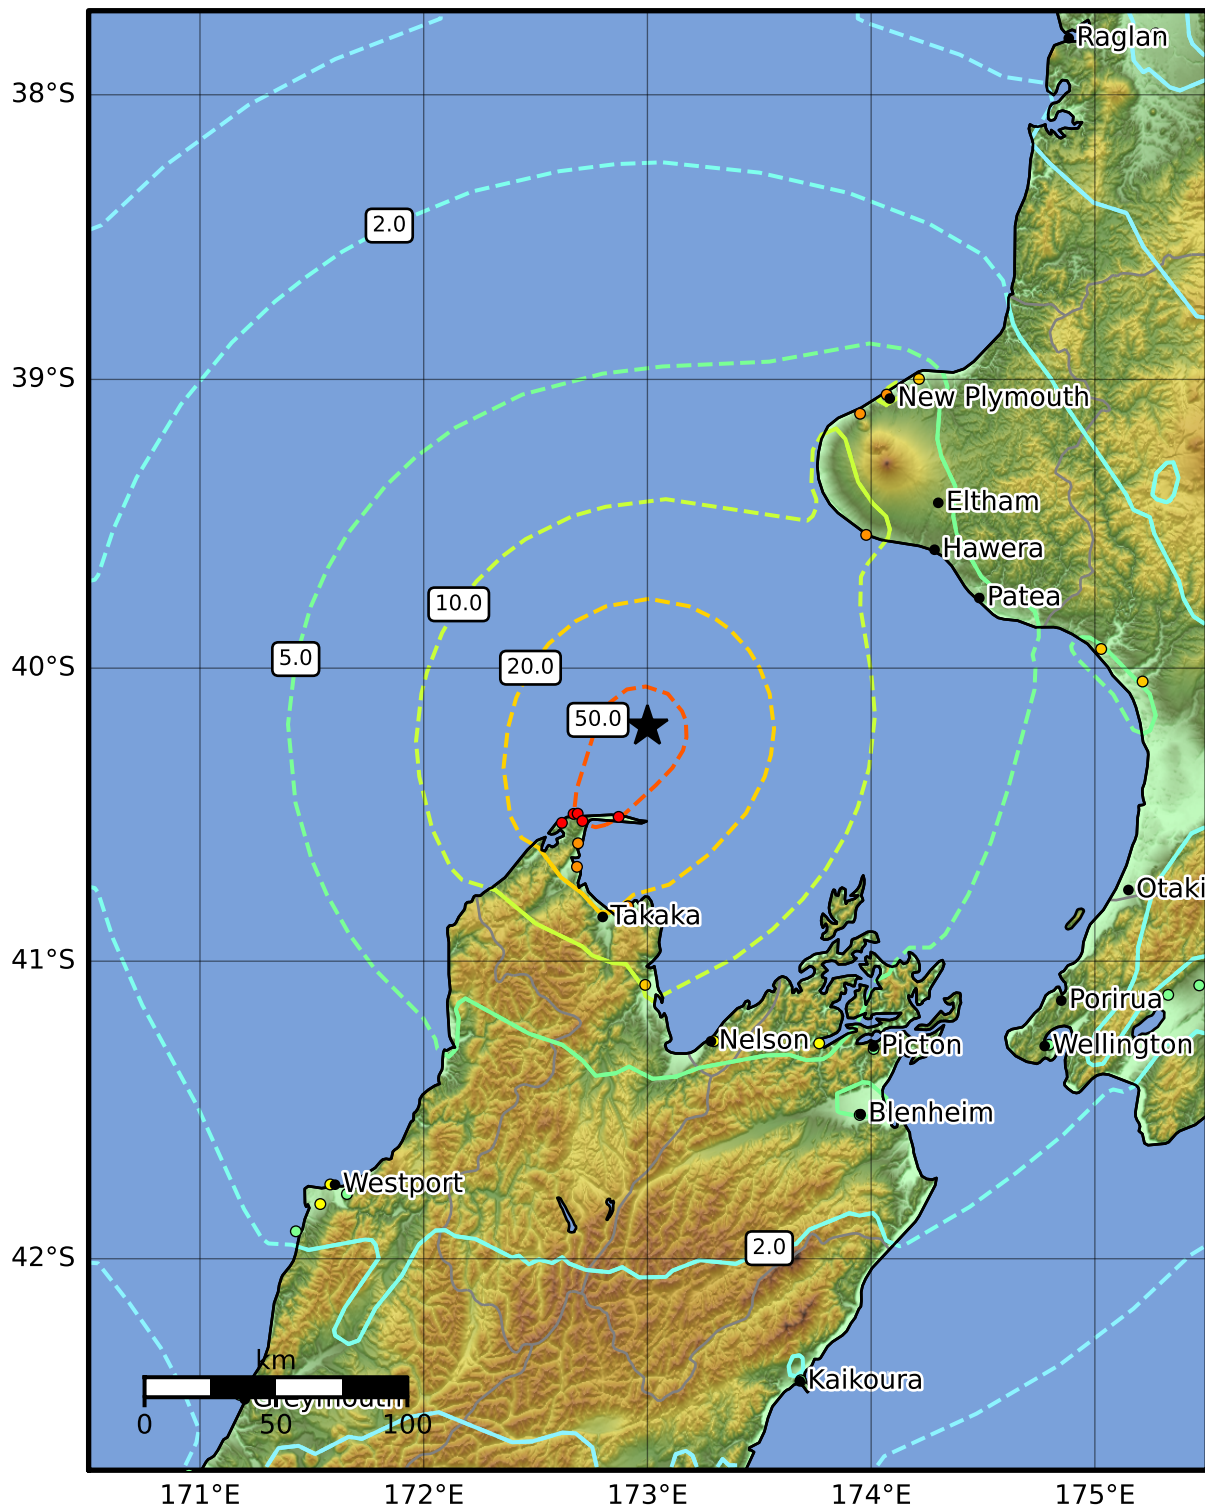 Raglan
38°S
2.0
39°S
New Plymouth
Eltham
Hawera
10.0
Patea
5.0
20.0
40°S
50.0
Otaki
Takaka
41°S
Porirua
Nelson
Picton
Wellington
Blenheim
Westport
2.0
42°S
km
Kaikoura
Greymouth
0
50
100
171°E
172°E
173°E
174°E
175°E